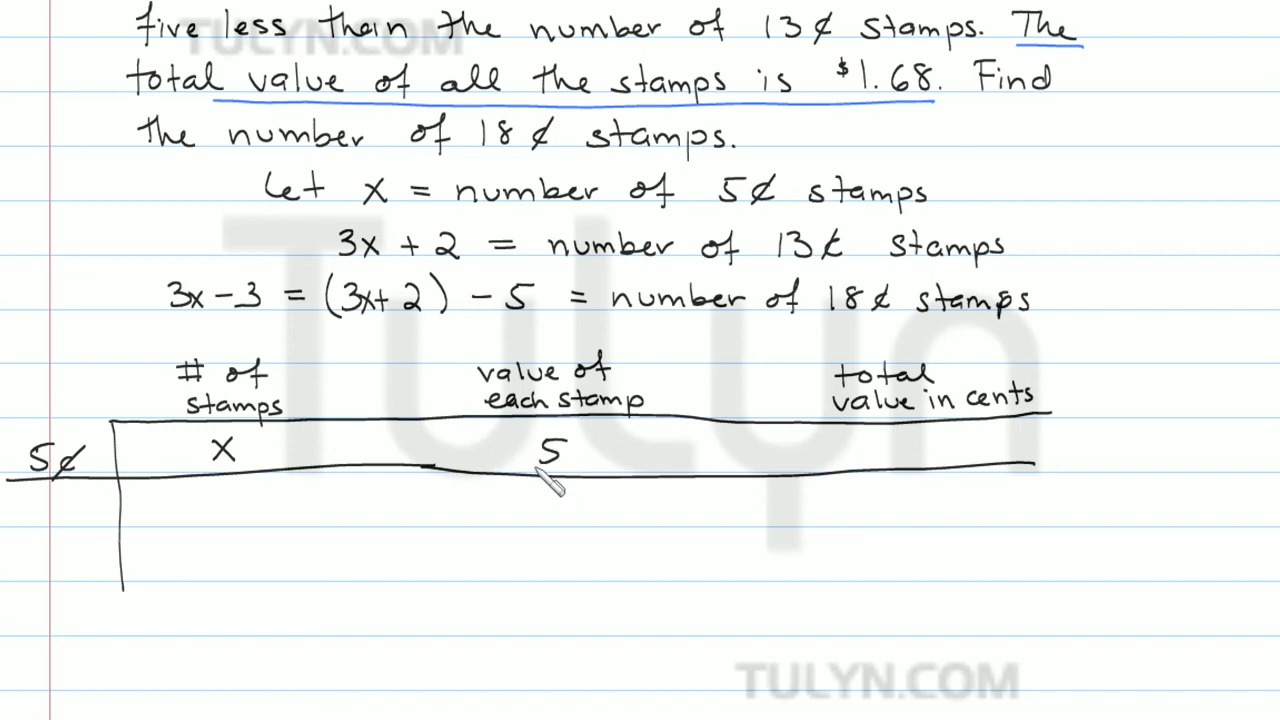 five less than the number of 13¢ stamps. The
total value of all the stamps is $1.68. Find
the number of 18¢ stamps.
Let x = number of 5¢ stamps
3x + 2 = number of 13¢ stamps
3x - 3 = (3x + 2) - 5 = number of 18¢ stamps
# of stamps value of each stamp total value in cents
5¢ x 5
TULYN.COM
Tulyn
TULYN.COM